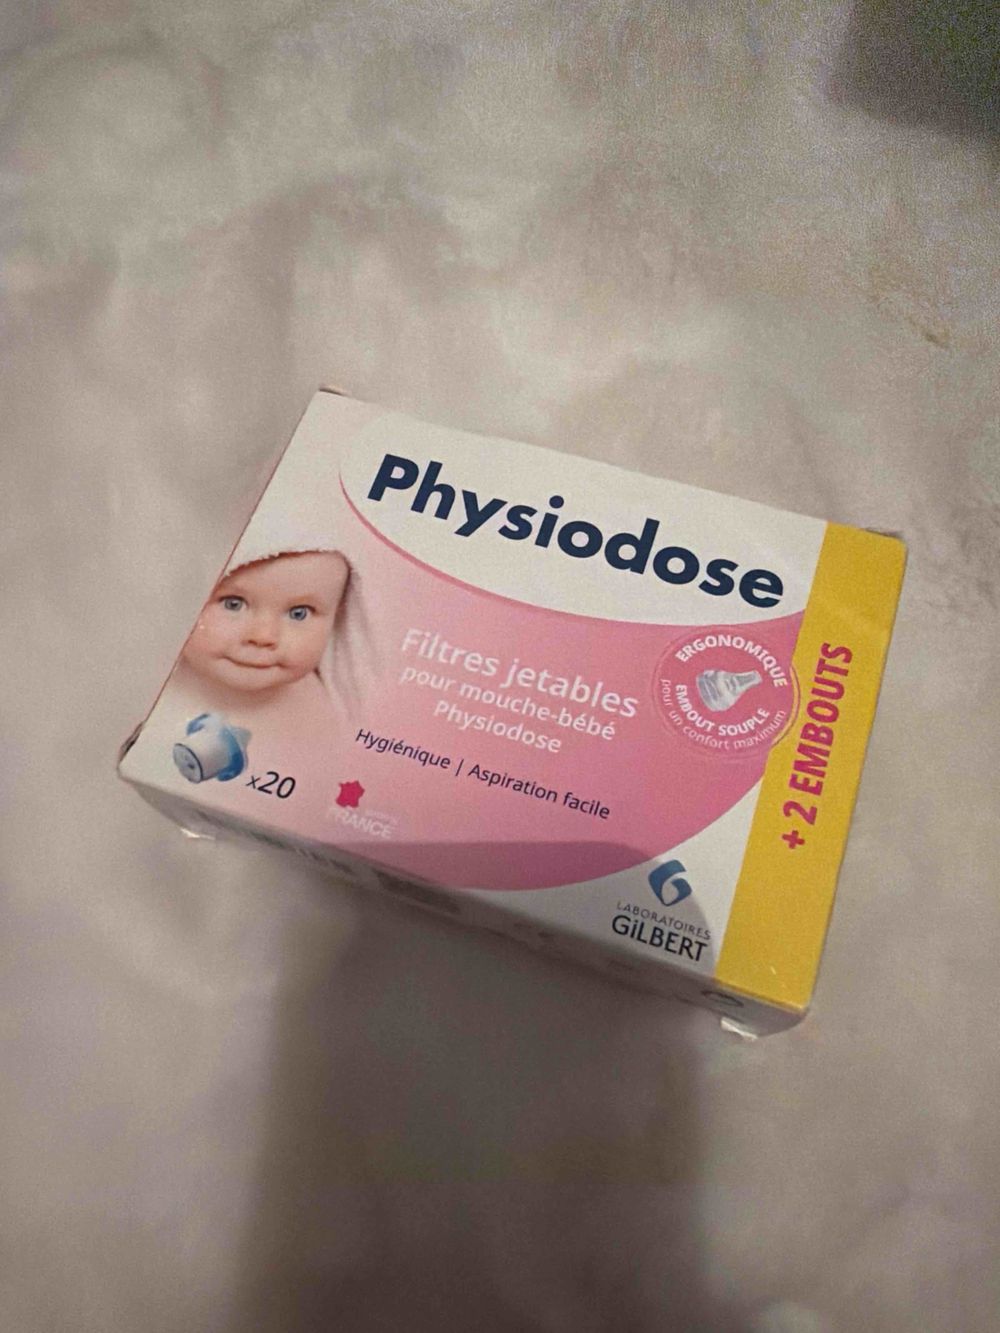 Physiodose
Filtres jetables
pour mouche-bébé
Physiodose
Hygiénique | Aspiration facile
ERGONOMIQUE
EMBOUT SOUPLE
pour un confort maximum
x20
FRANCE
LABORATOIRES
GiLBERT
+ 2 EMBOUTS